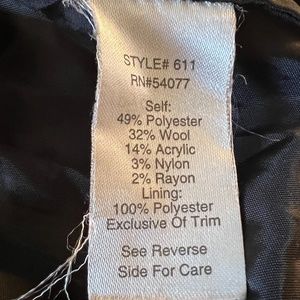 STYLE# 611
RN#54077
Self:
49% Polyester
32% Wool
14% Acrylic
3% Nylon
2% Rayon
Lining:
100% Polyester
Exclusive Of Trim
See Reverse
Side For Care